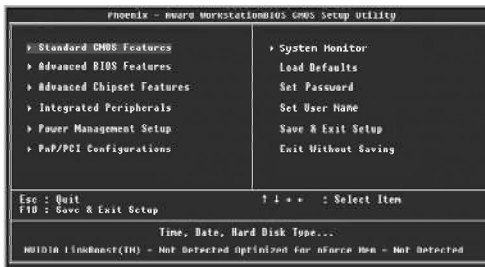 Phoenix - Award WorkstationBIOS CMOS Setup Utility
▸ Standard CMOS Features
▸ Advanced BIOS Features
▸ Advanced Chipset Features
▸ Integrated Peripherals
▸ Power Management Setup
▸ PnP/PCI Configurations
▸ System Monitor
Load Defaults
Set Password
Set User Name
Save & Exit Setup
Exit Without Saving
Esc : Quit
F10 : Save & Exit Setup
↑ ↓ → ← : Select Item
Time, Date, Hard Disk Type...
NVIDIA LinkBoost(TM) - Not Detected Optimized for nForce Mem - Not Detected